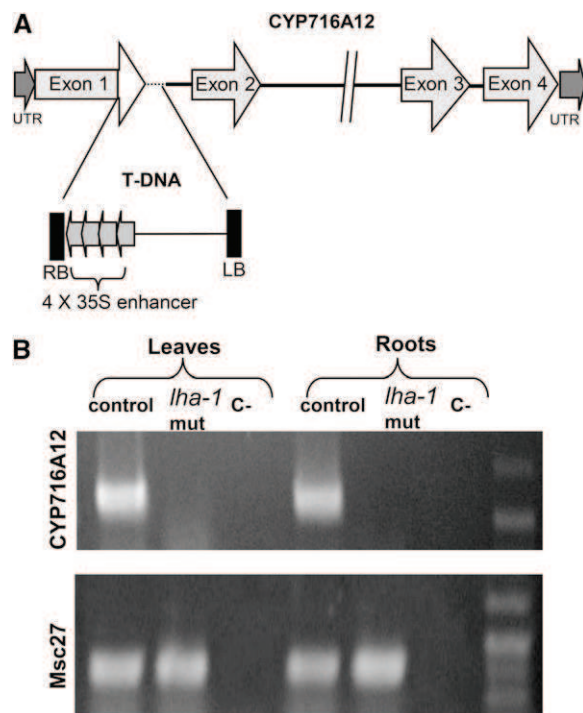 A
CYP716A12
Exon 1
Exon 2
Exon 3
Exon 4
UTR
UTR
T-DNA
RB
LB
4 X 35S enhancer
B
Leaves
Roots
control
lha-1
mut
C-
control
lha-1
mut
C-
CYP716A12
Msc27